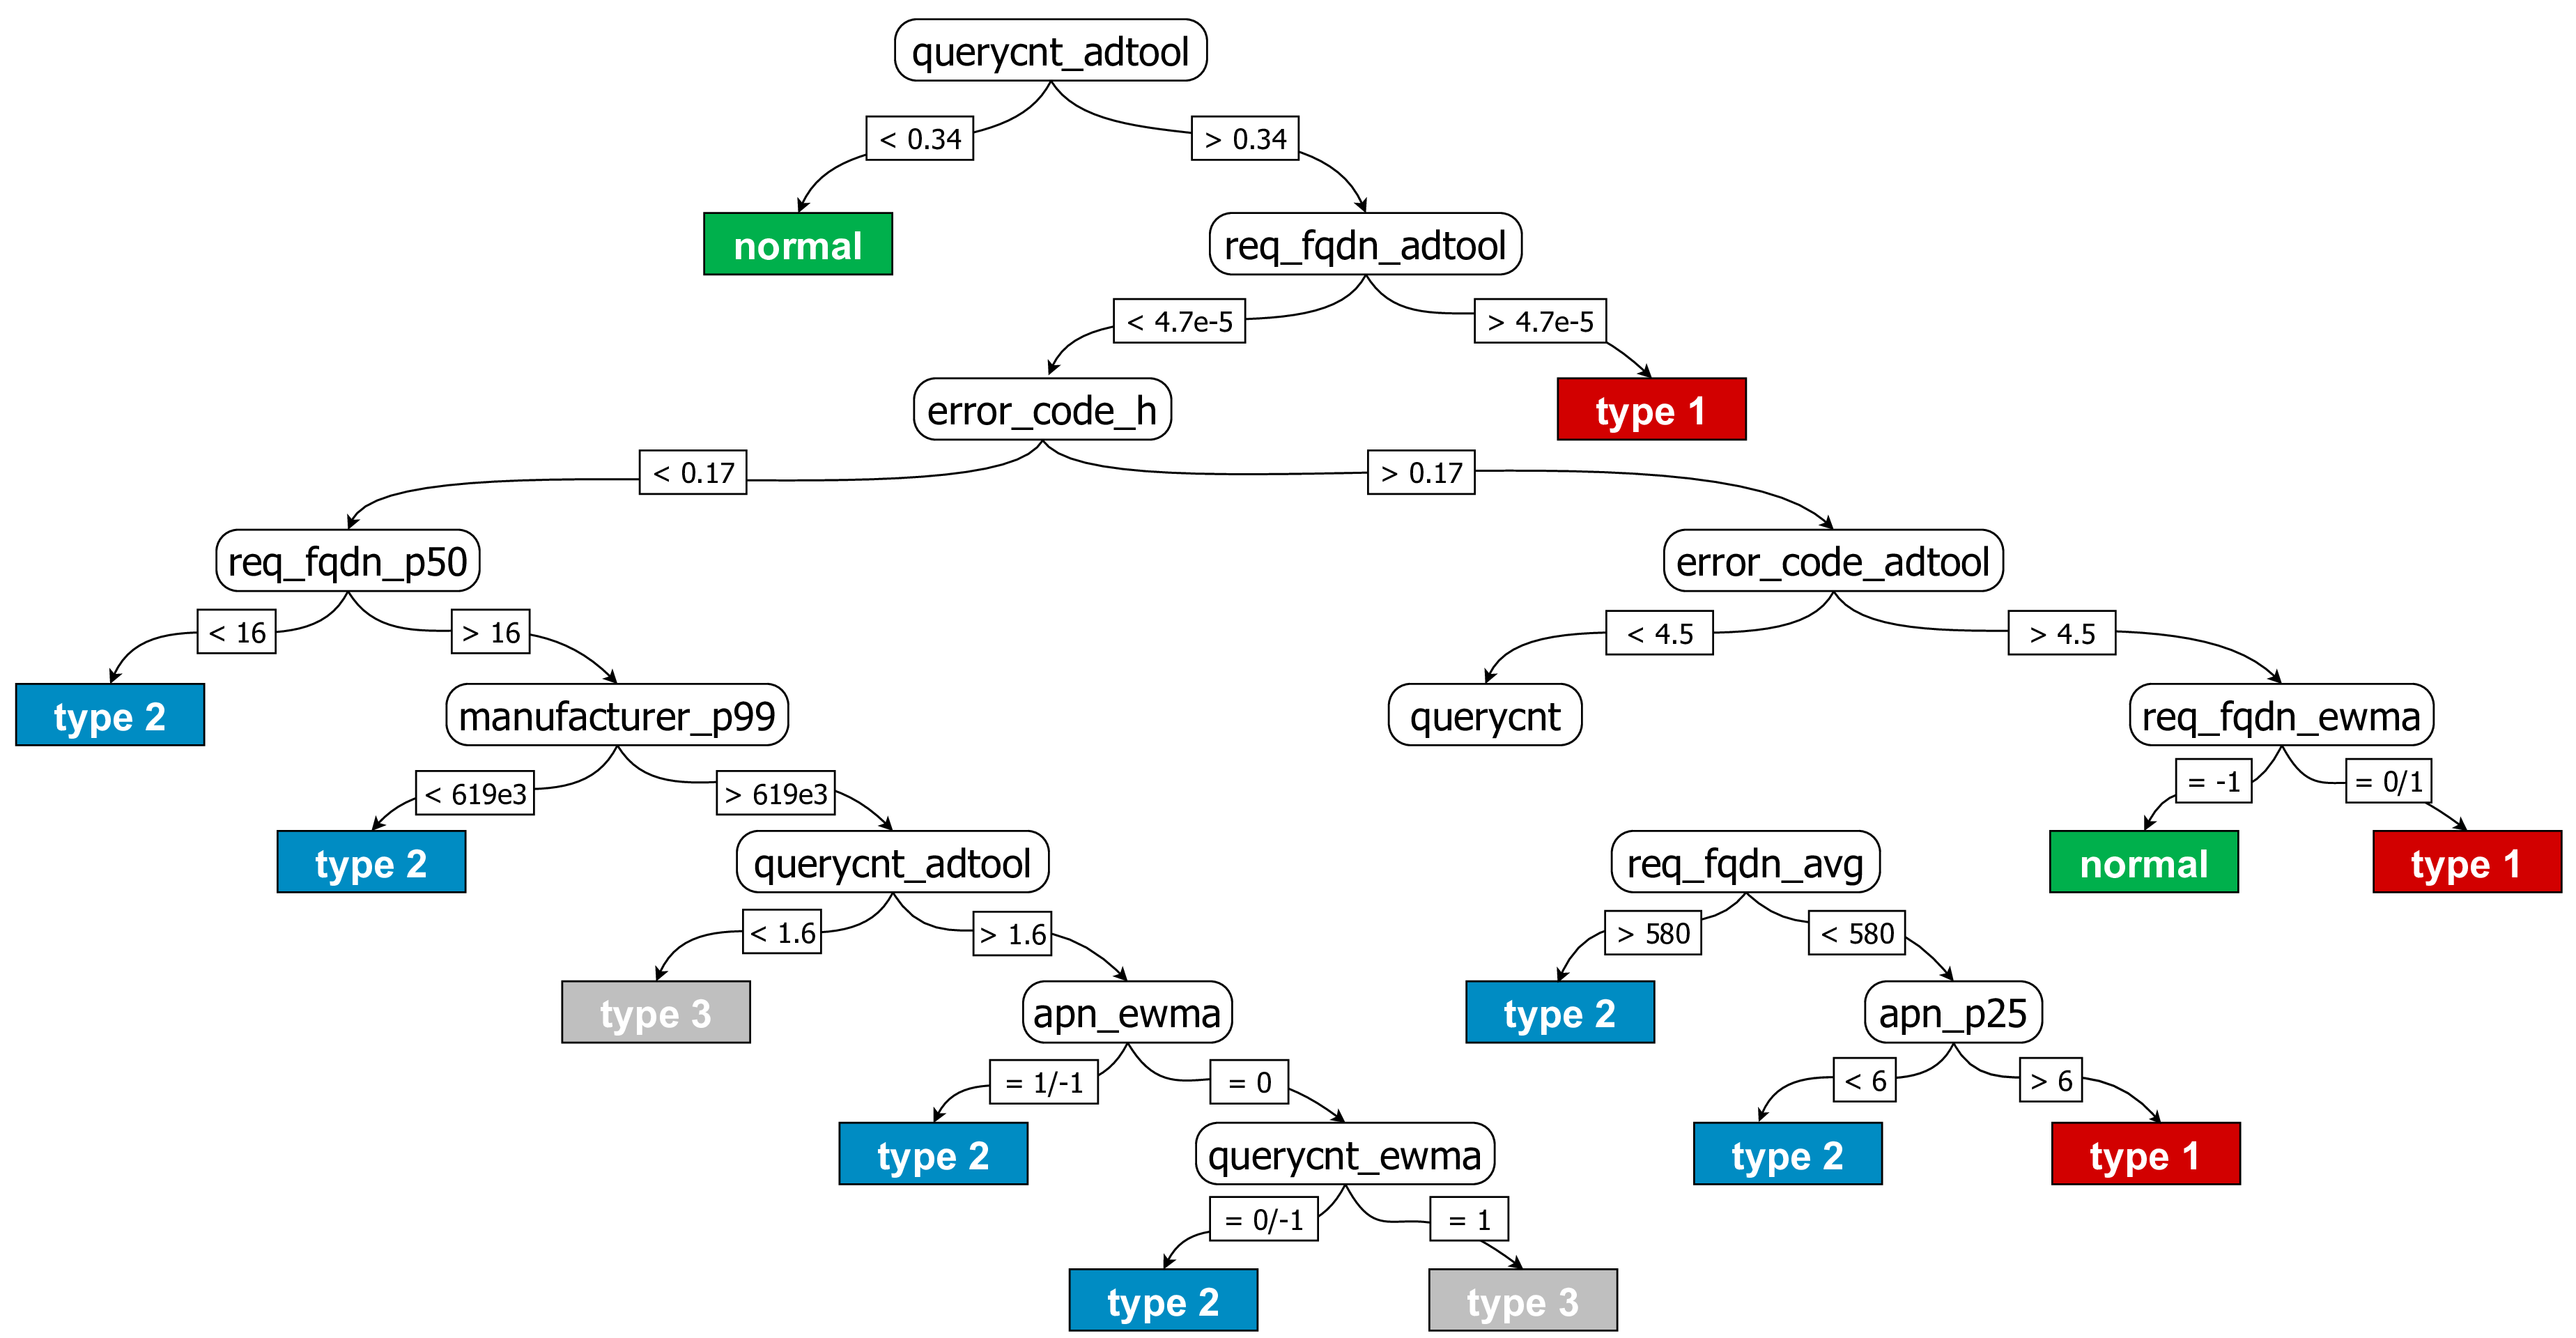 querycnt_adtool
< 0.34
> 0.34
normal
req_fqdn_adtool
< 4.7e-5
> 4.7e-5
error_code_h
type 1
< 0.17
> 0.17
req_fqdn_p50
error_code_adtool
< 16
> 16
< 4.5
> 4.5
type 2
manufacturer_p99
querycnt
req_fqdn_ewma
< 619e3
> 619e3
= -1
= 0/1
type 2
querycnt_adtool
req_fqdn_avg
normal
type 1
< 1.6
> 1.6
> 580
< 580
type 3
apn_ewma
type 2
apn_p25
= 1/-1
= 0
< 6
> 6
type 2
querycnt_ewma
type 2
type 1
= 0/-1
= 1
type 2
type 3